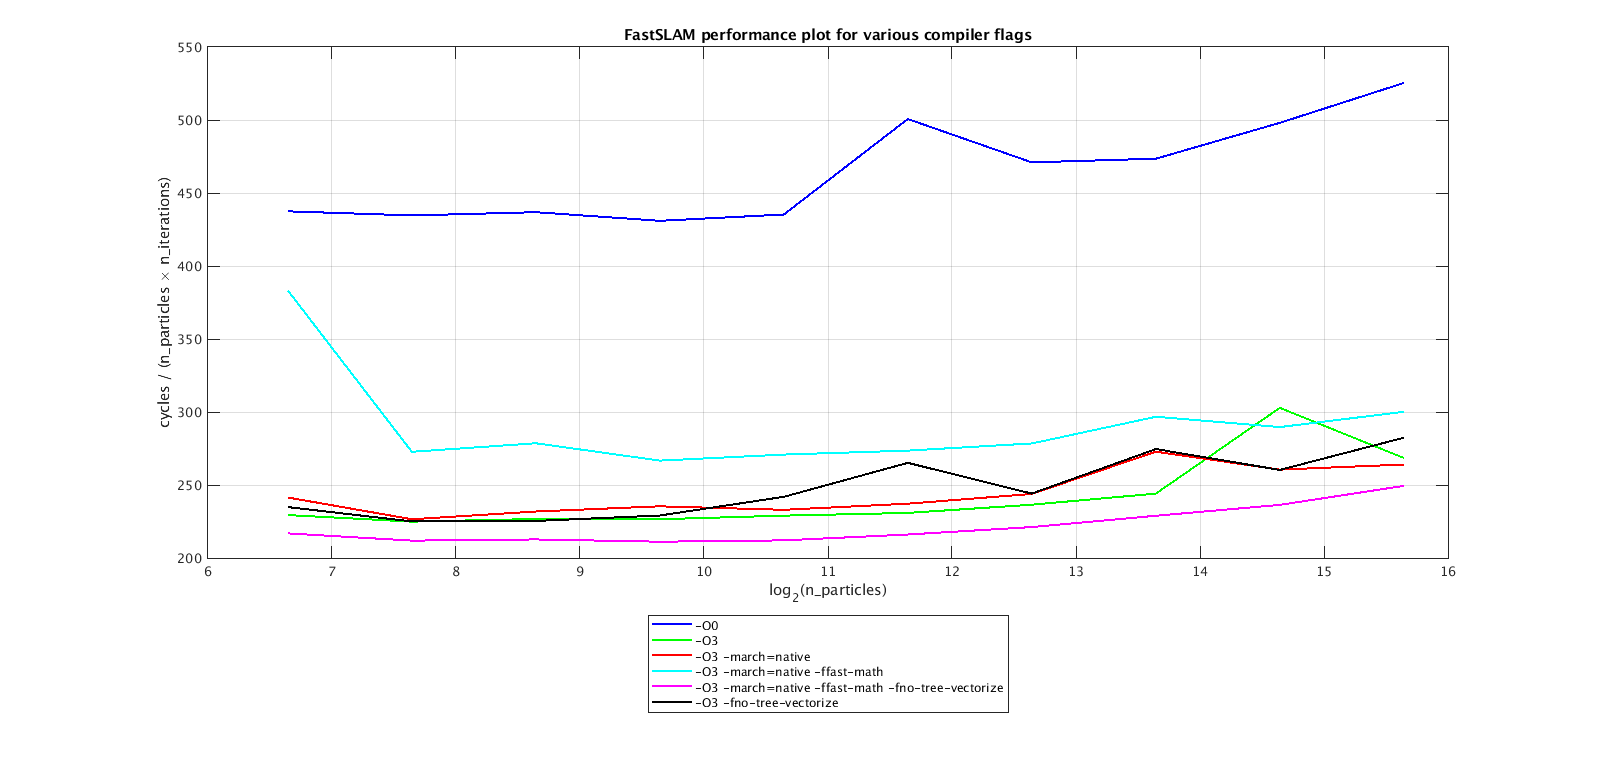 FastSLAM performance plot for various compiler flags
550
500
450
400
350
300
250
200
cycles / (n_particles × n_iterations)
6 7 8 9 10 11 12 13 14 15 16
log2(n_particles)
-O0
-O3
-O3 -march=native
-O3 -march=native -ffast-math
-O3 -march=native -ffast-math -fno-tree-vectorize
-O3 -fno-tree-vectorize